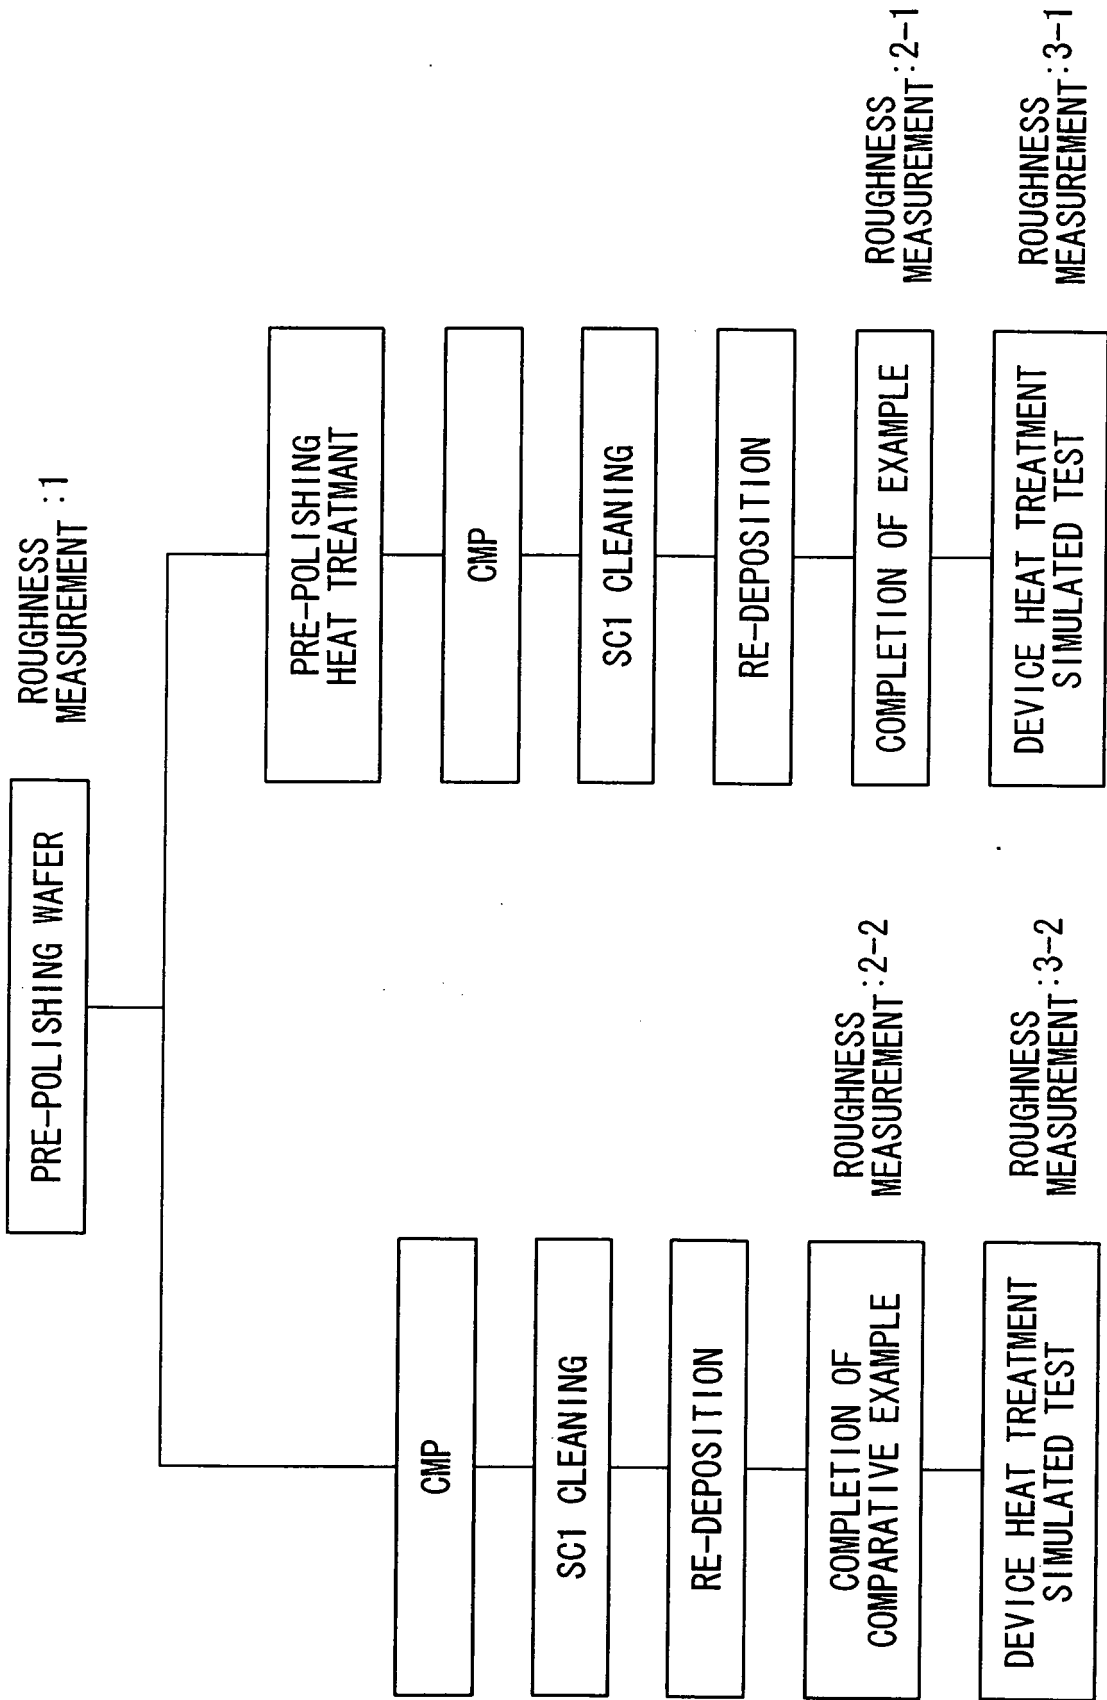 PRE-POLISHING WAFER
ROUGHNESS
MEASUREMENT :1
CMP
SC1 CLEANING
RE-DEPOSITION
COMPLETION OF
COMPARATIVE EXAMPLE
ROUGHNESS
MEASUREMENT:2-2
DEVICE HEAT TREATMENT
SIMULATED TEST
ROUGHNESS
MEASUREMENT:3-2
PRE-POLISHING
HEAT TREATMANT
CMP
SC1 CLEANING
RE-DEPOSITION
COMPLETION OF EXAMPLE
ROUGHNESS
MEASUREMENT:2-1
DEVICE HEAT TREATMENT
SIMULATED TEST
ROUGHNESS
MEASUREMENT:3-1